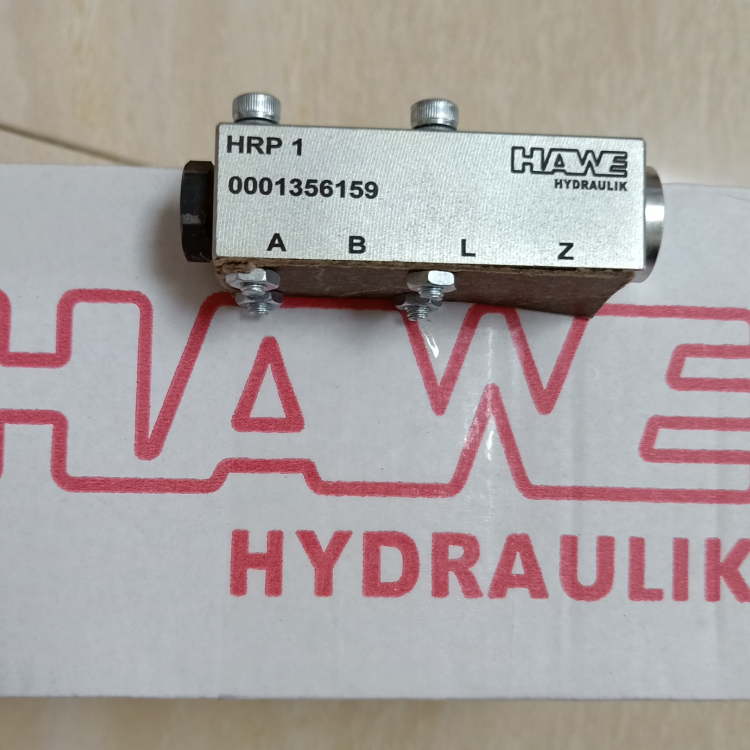 HRP 1
HAWE
HYDRAULIK
0001356159
A B L Z
HAWE
HYDRAULIK